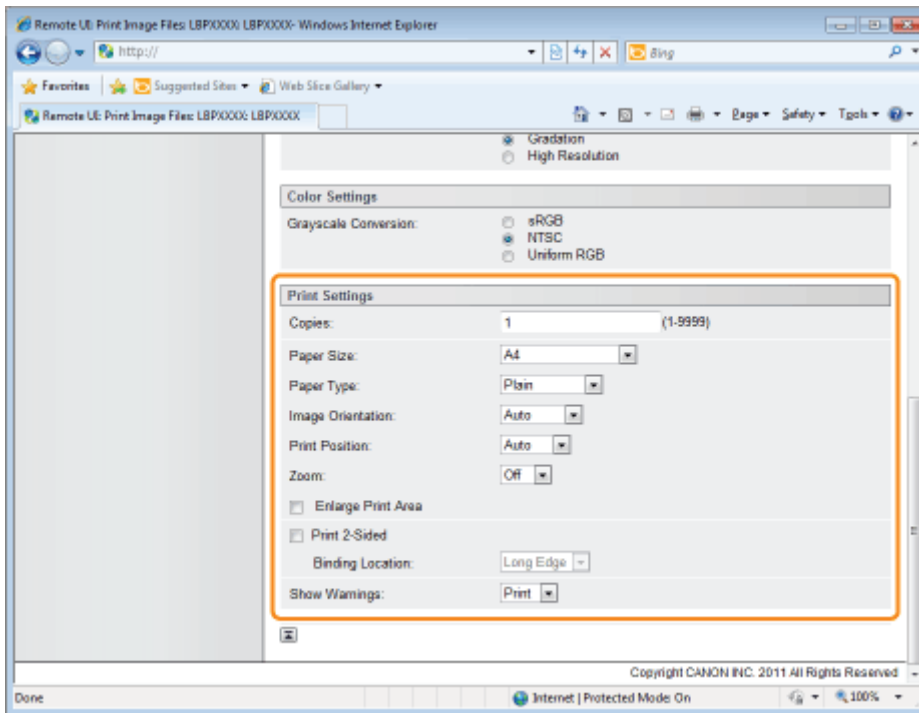 Remote UI: Print Image Files: LBPXXXX: LBPXXXX- Windows Internet Explorer
http://
Bing
Favorites Suggested Sites Web Slice Gallery
Remote UI: Print Image Files: LBPXXXX: LBPXXXX Page Safety Tools
Gradation
High Resolution
Color Settings
Grayscale Conversion: sRGB
NTSC
Uniform RGB
Print Settings
Copies: 1 (1-9999)
Paper Size: A4
Paper Type: Plain
Image Orientation: Auto
Print Position: Auto
Zoom: Off
Enlarge Print Area
Print 2-Sided
Binding Location: Long Edge
Show Warnings: Print
Copyright CANON INC. 2011 All Rights Reserved
Done Internet | Protected Mode: On 100%